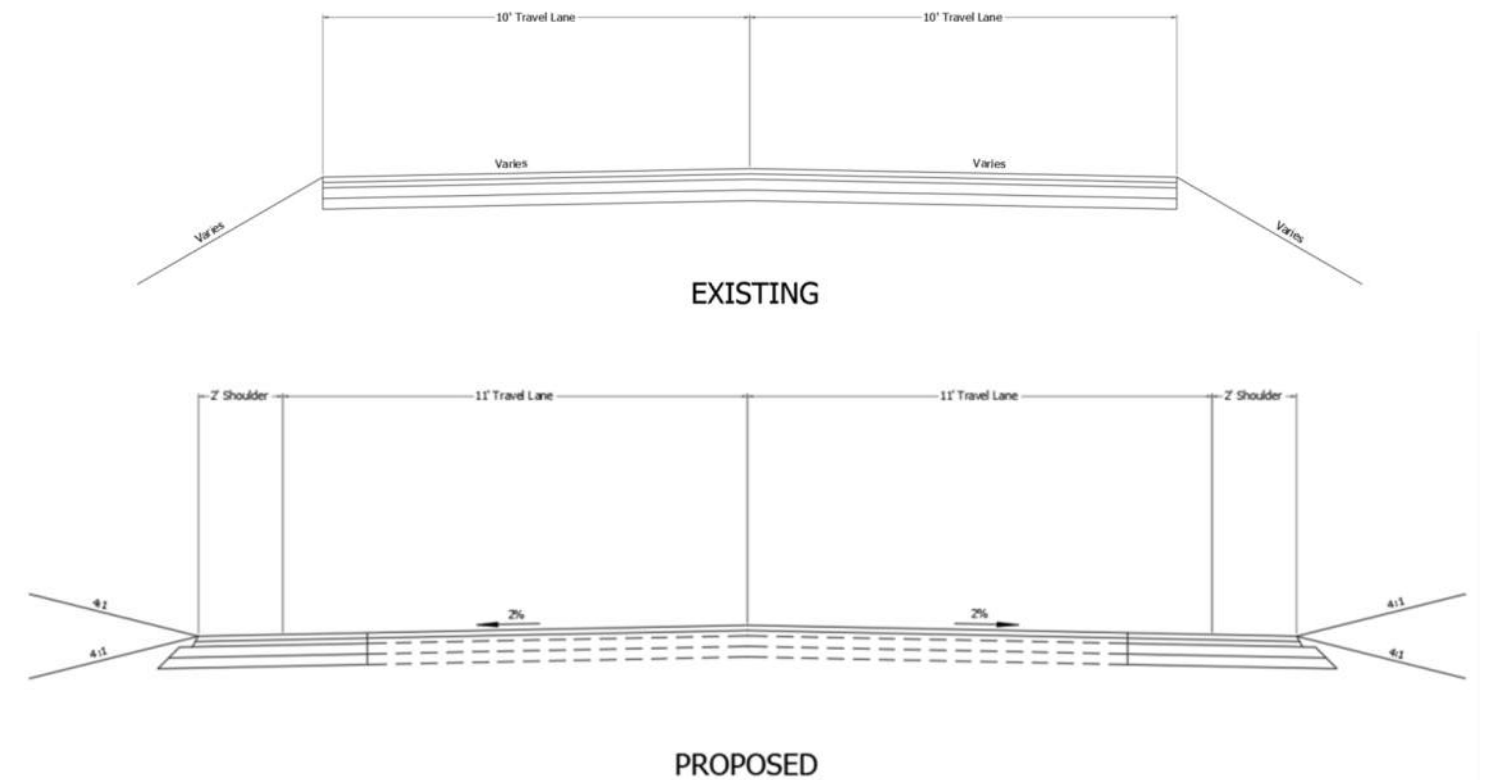 10' Travel Lane
10' Travel Lane
Varies
Varies
Varies
Varies
EXISTING
2' Shoulder
11' Travel Lane
11' Travel Lane
2' Shoulder
4:1
4:1
2%
2%
4:1
4:1
PROPOSED